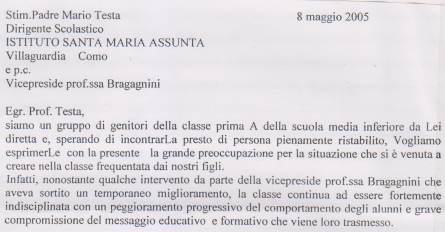 Stim.Padre Mario Testa 8 maggio 2005
Dirigente Scolastico
ISTITUTO SANTA MARIA ASSUNTA
Villaguardia Como
e p.c.
Vicepreside prof.ssa Bragagnini
Egr. Prof. Testa,
siamo un gruppo di genitori della classe prima A della scuola media inferiore da Lei
diretta e, sperando di incontrarLa presto di persona pienamente ristabilito, Vogliamo
esprimerLe con la presente la grande preoccupazione per la situazione che si è venuta a
creare nella classe frequentata dai nostri figli.
Infatti, nonostante qualche intervento da parte della vicepreside prof.ssa Bragagnini che
aveva sortito un temporaneo miglioramento, la classe continua ad essere fortemente
indisciplinata con un peggioramento progressivo del comportamento degli alunni e grave
compromissione del messaggio educativo e formativo che viene loro trasmesso.